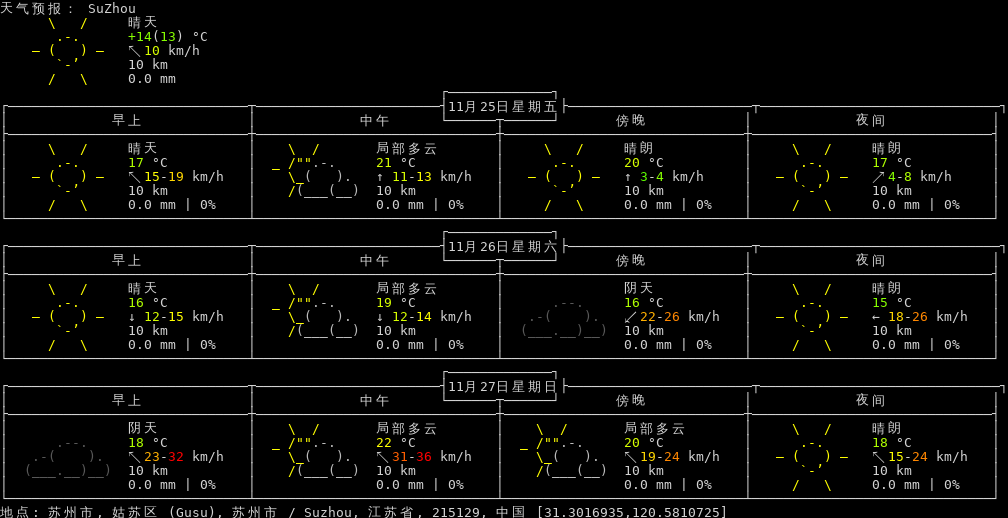 天气预报: SuZhou
晴天
+14(13) °C
↖ 10 km/h
10 km
0.0 mm
11月25日星期五
早上 中午 傍晚 夜间
晴天 局部多云 晴朗 晴朗
17 °C 21 °C 20 °C 17 °C
↖ 15-19 km/h ↑ 11-13 km/h ↑ 3-4 km/h ↗ 4-8 km/h
10 km 10 km 10 km 10 km
0.0 mm | 0% 0.0 mm | 0% 0.0 mm | 0% 0.0 mm | 0%
11月26日星期六
早上 中午 傍晚 夜间
晴天 局部多云 阴天 晴朗
16 °C 19 °C 16 °C 15 °C
↓ 12-15 km/h ↓ 12-14 km/h ↙ 22-26 km/h ← 18-26 km/h
10 km 10 km 10 km 10 km
0.0 mm | 0% 0.0 mm | 0% 0.0 mm | 0% 0.0 mm | 0%
11月27日星期日
早上 中午 傍晚 夜间
阴天 局部多云 局部多云 晴朗
18 °C 22 °C 20 °C 18 °C
↖ 23-32 km/h ↖ 31-36 km/h ↖ 19-24 km/h ↖ 15-24 km/h
10 km 10 km 10 km 10 km
0.0 mm | 0% 0.0 mm | 0% 0.0 mm | 0% 0.0 mm | 0%
地点: 苏州市, 姑苏区 (Gusu), 苏州市 / Suzhou, 江苏省, 215129, 中国 [31.3016935,120.5810725]